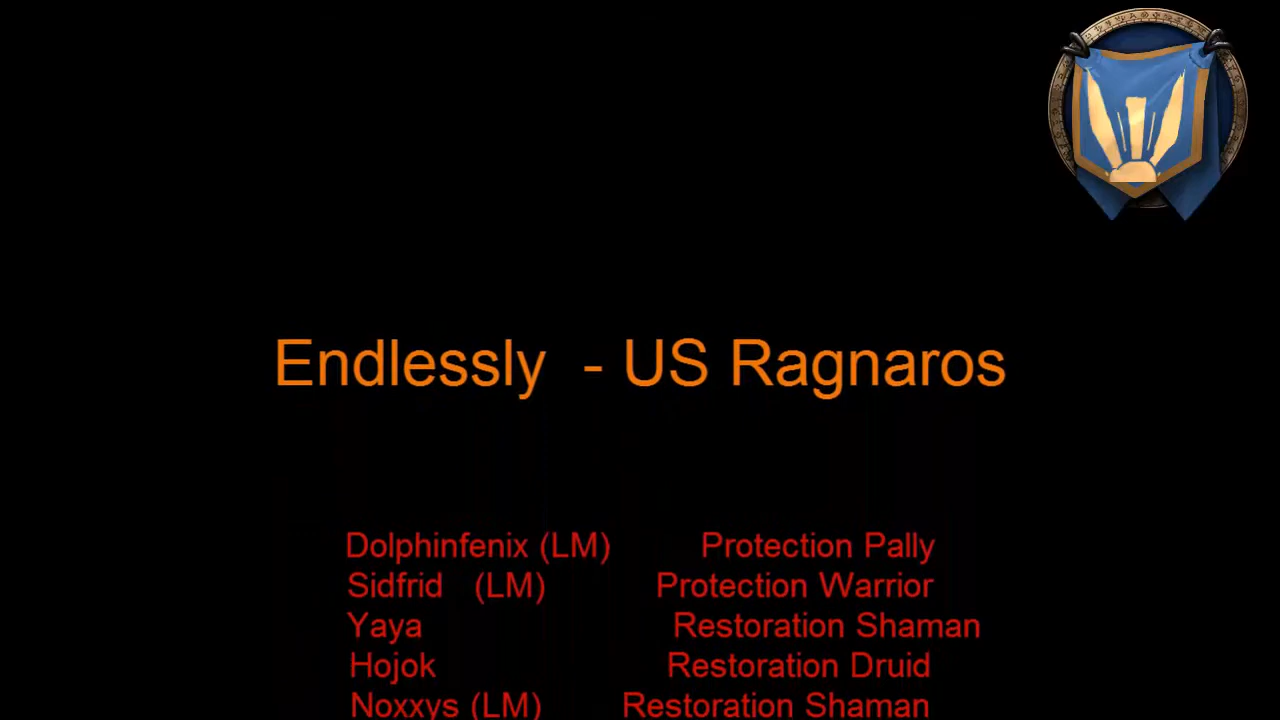 Endlessly - US Ragnaros
Dolphinfenix (LM) Protection Pally
Sidfrid (LM) Protection Warrior
Yaya Restoration Shaman
Hojok Restoration Druid
Noxxys (LM) Restoration Shaman